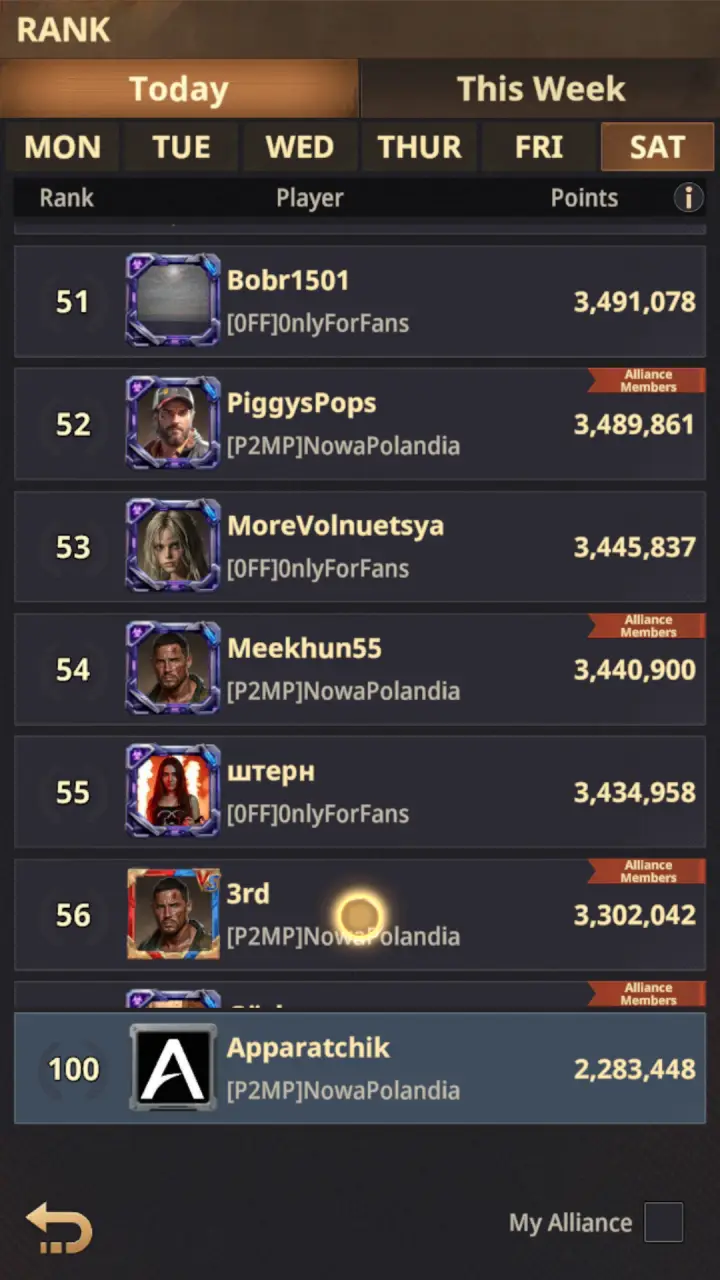 RANK
Today
This Week
MON
TUE
WED
THUR
FRI
SAT
Rank
Player
Points
51
Bobr1501
[0FF]0nlyForFans
3,491,078
Alliance
Members
52
PiggysPops
[P2MP]NowaPolandia
3,489,861
53
MoreVolnuetsya
[0FF]0nlyForFans
3,445,837
Alliance
Members
54
Meekhun55
[P2MP]NowaPolandia
3,440,900
55
штерн
[0FF]0nlyForFans
3,434,958
Alliance
Members
56
3rd
[P2MP]NowaPolandia
3,302,042
Alliance
Members
100
Apparatchik
[P2MP]NowaPolandia
2,283,448
My Alliance